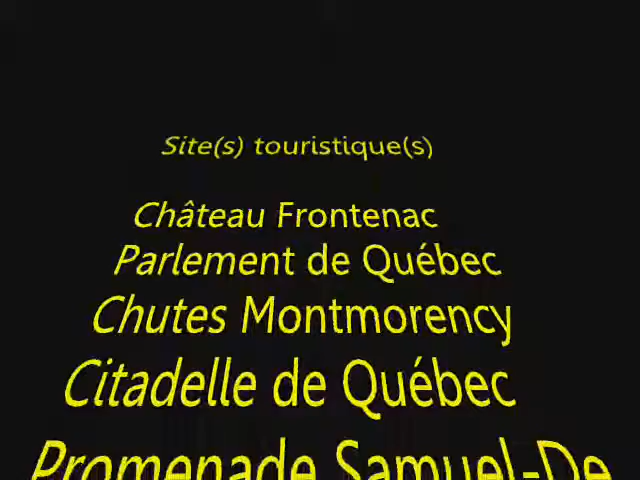 Site(s) touristique(s)
Château Frontenac
Parlement de Québec
Chutes Montmorency
Citadelle de Québec
Promenade Samuel-De